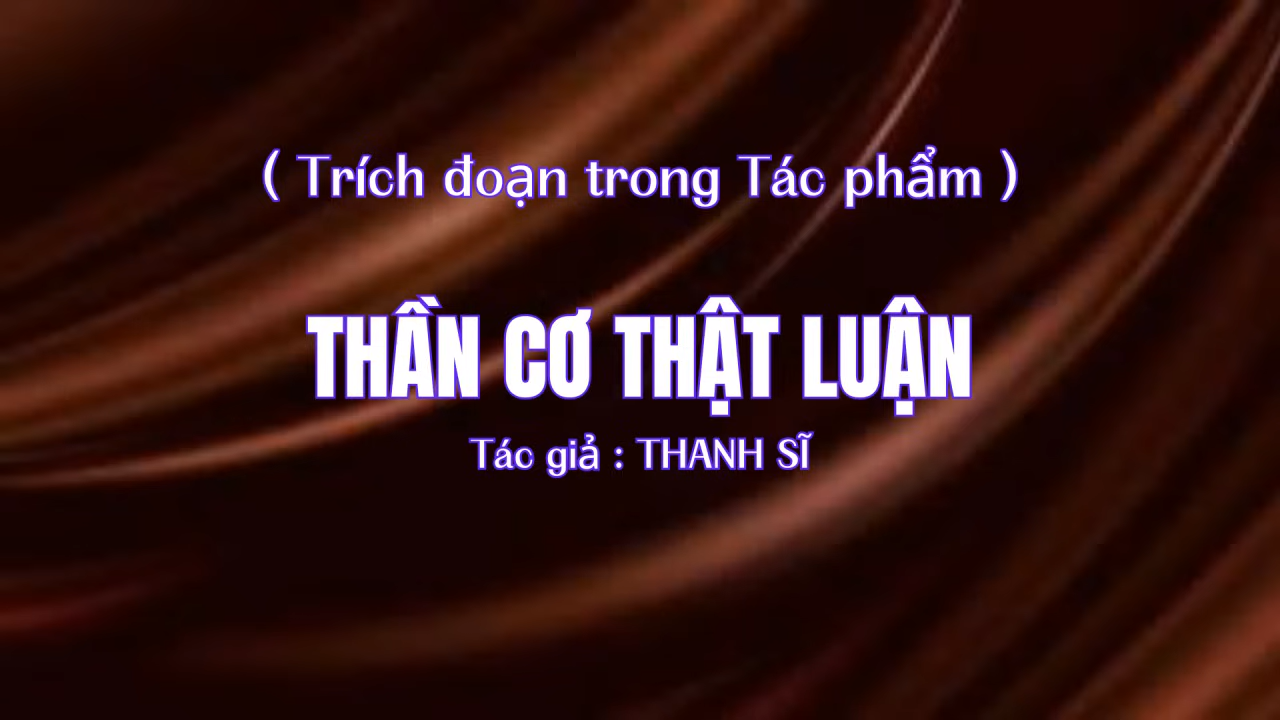 ( Trích đoạn trong Tác phẩm )
THẦN CƠ THẬT LUẬN
Tác giả : THANH SĨ